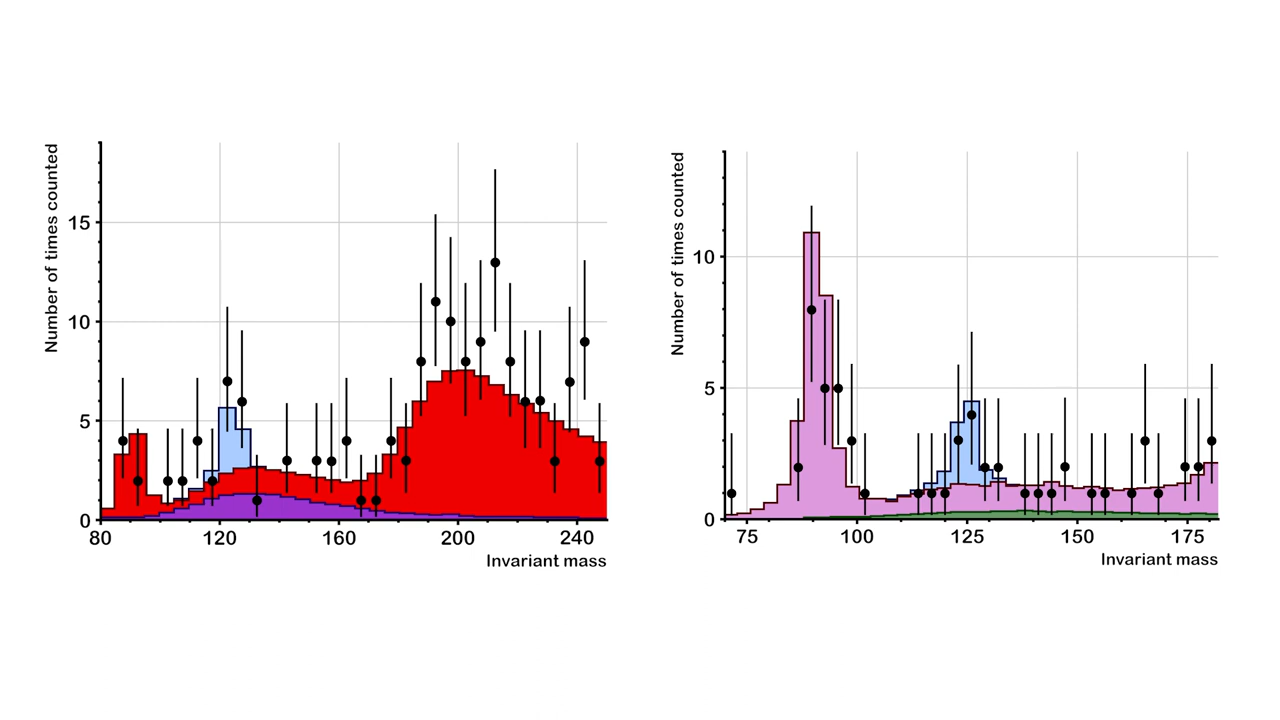 Number of times counted
15
10
5
0
80 120 160 200 240
Invariant mass
Number of times counted
10
5
0
75 100 125 150 175
Invariant mass